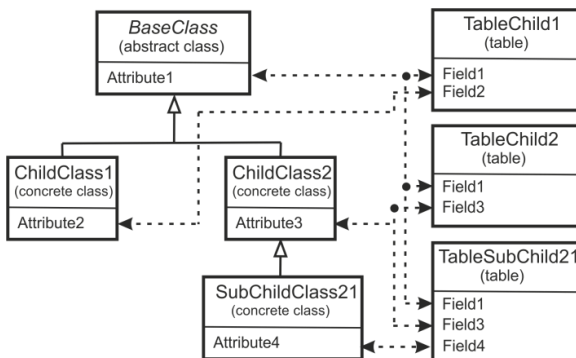 BaseClass
(abstract class)
Attribute1
TableChild1
(table)
Field1
Field2
ChildClass1
(concrete class)
Attribute2
ChildClass2
(concrete class)
Attribute3
TableChild2
(table)
Field1
Field3
SubChildClass21
(concrete class)
Attribute4
TableSubChild21
(table)
Field1
Field3
Field4